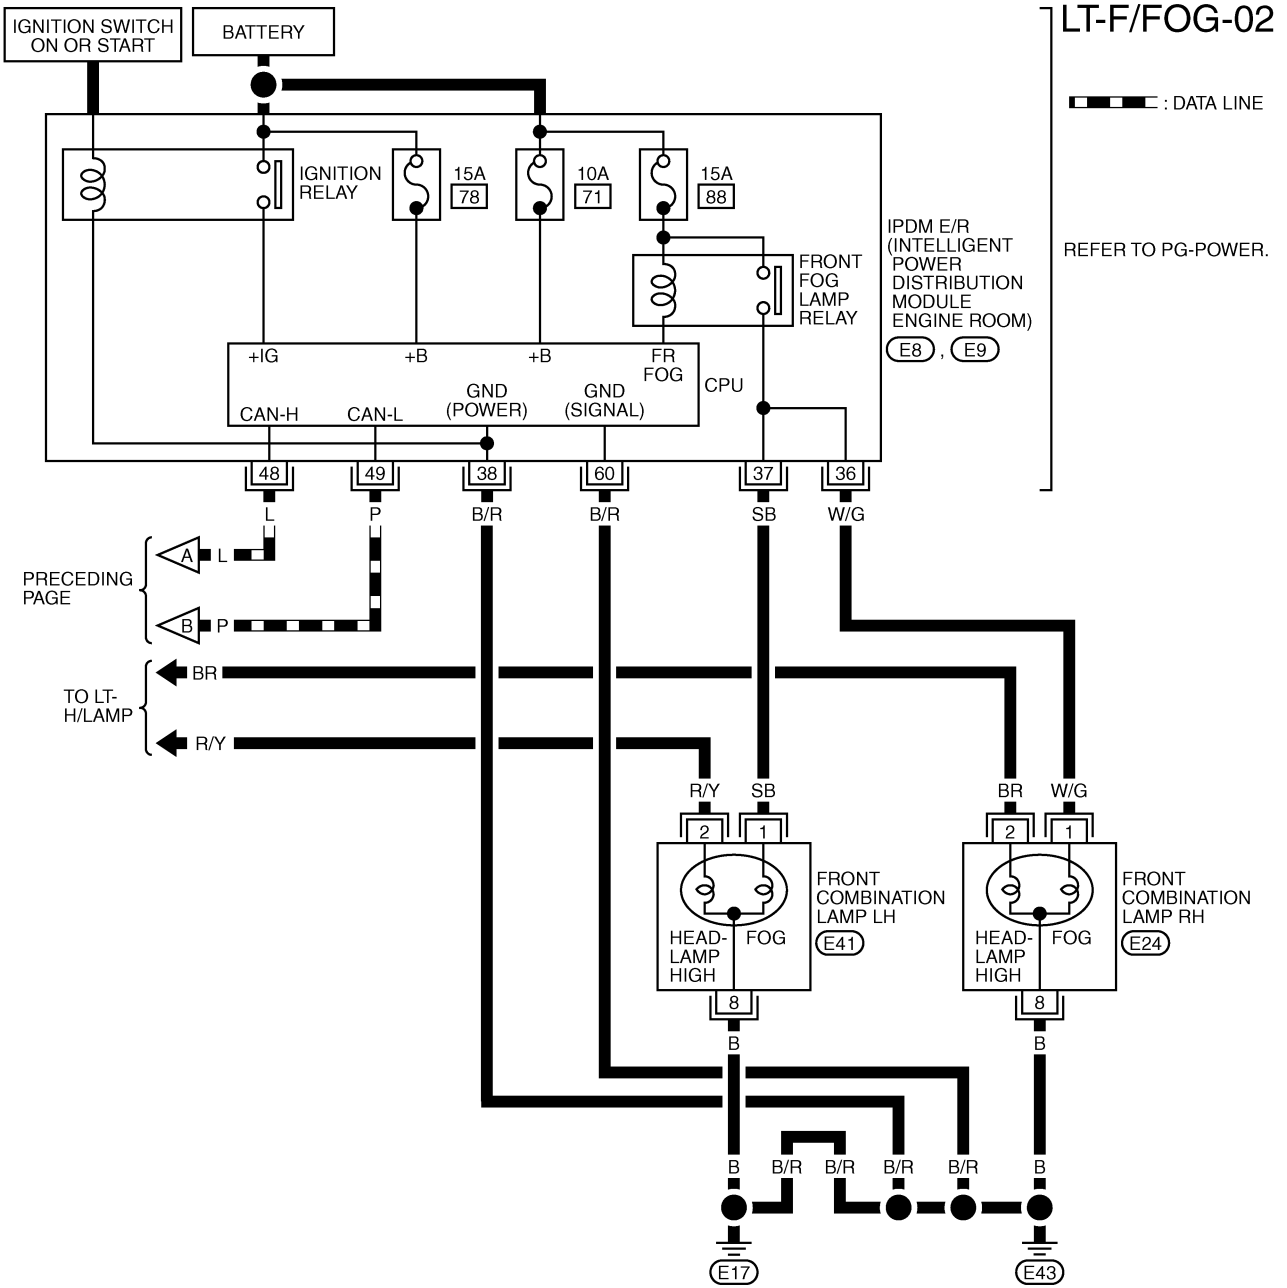 IGNITION SWITCH
ON OR START
BATTERY
LT-F/FOG-02
: DATA LINE
IGNITION
RELAY
15A
78
10A
71
15A
88
IPDM E/R
(INTELLIGENT
POWER
DISTRIBUTION
MODULE
ENGINE ROOM)
E8 , E9
REFER TO PG-POWER.
FRONT
FOG
LAMP
RELAY
+IG
+B
+B
FR
FOG
CPU
CAN-H
CAN-L
GND
(POWER)
GND
(SIGNAL)
48
49
38
60
37
36
L
P
B/R
B/R
SB
W/G
PRECEDING
PAGE
A
L
B
P
TO LT-
H/LAMP
BR
R/Y
R/Y
SB
BR
W/G
2
1
2
1
HEAD-
LAMP
HIGH
FOG
FRONT
COMBINATION
LAMP LH
E41
HEAD-
LAMP
HIGH
FOG
FRONT
COMBINATION
LAMP RH
E24
8
8
B
B
B
B/R
B/R
B/R
B/R
B
E17
E43